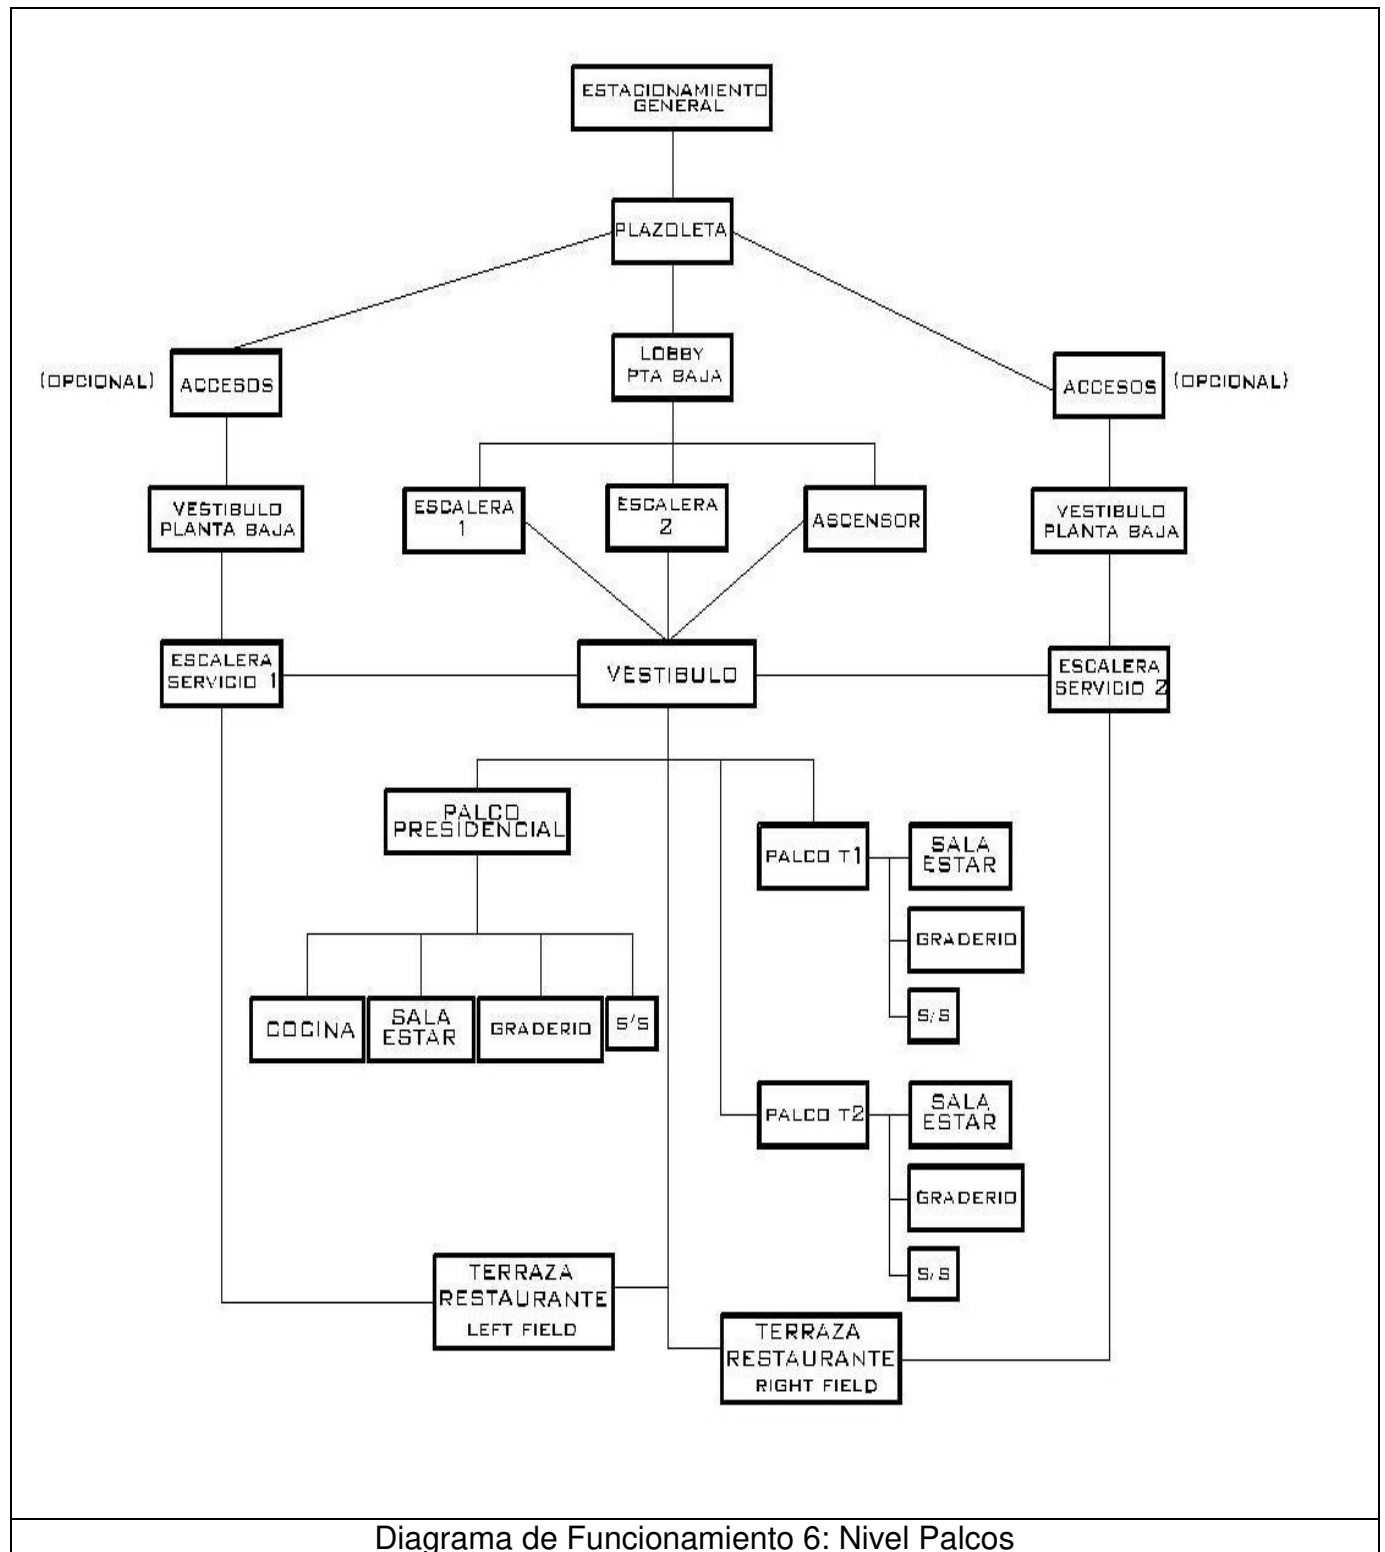 ESTACIONAMIENTO
GENERAL
PLAZOLETA
(OPCIONAL)
ACCESOS
LOBBY
PTA BAJA
ACCESOS
(OPCIONAL)
VESTIBULO
PLANTA BAJA
ESCALERA
1
ESCALERA
2
ASCENSOR
VESTIBULO
PLANTA BAJA
ESCALERA
SERVICIO 1
VESTIBULO
ESCALERA
SERVICIO 2
PALCO
PRESIDENCIAL
PALCO T1
SALA
ESTAR
GRADERIO
S/S
COCINA
SALA
ESTAR
GRADERIO
S/S
PALCO T2
SALA
ESTAR
GRADERIO
S/S
TERRAZA
RESTAURANTE
LEFT FIELD
TERRAZA
RESTAURANTE
RIGHT FIELD
Diagrama de Funcionamiento 6: Nivel Palcos